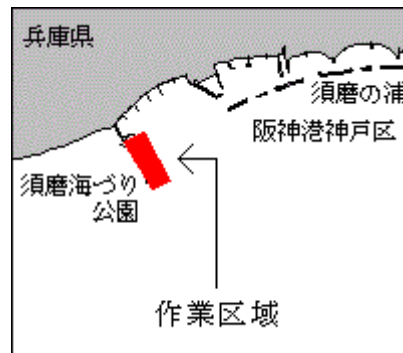 兵庫県
須磨の浦
阪神港神戸区
須磨海づり
公園
作業区域